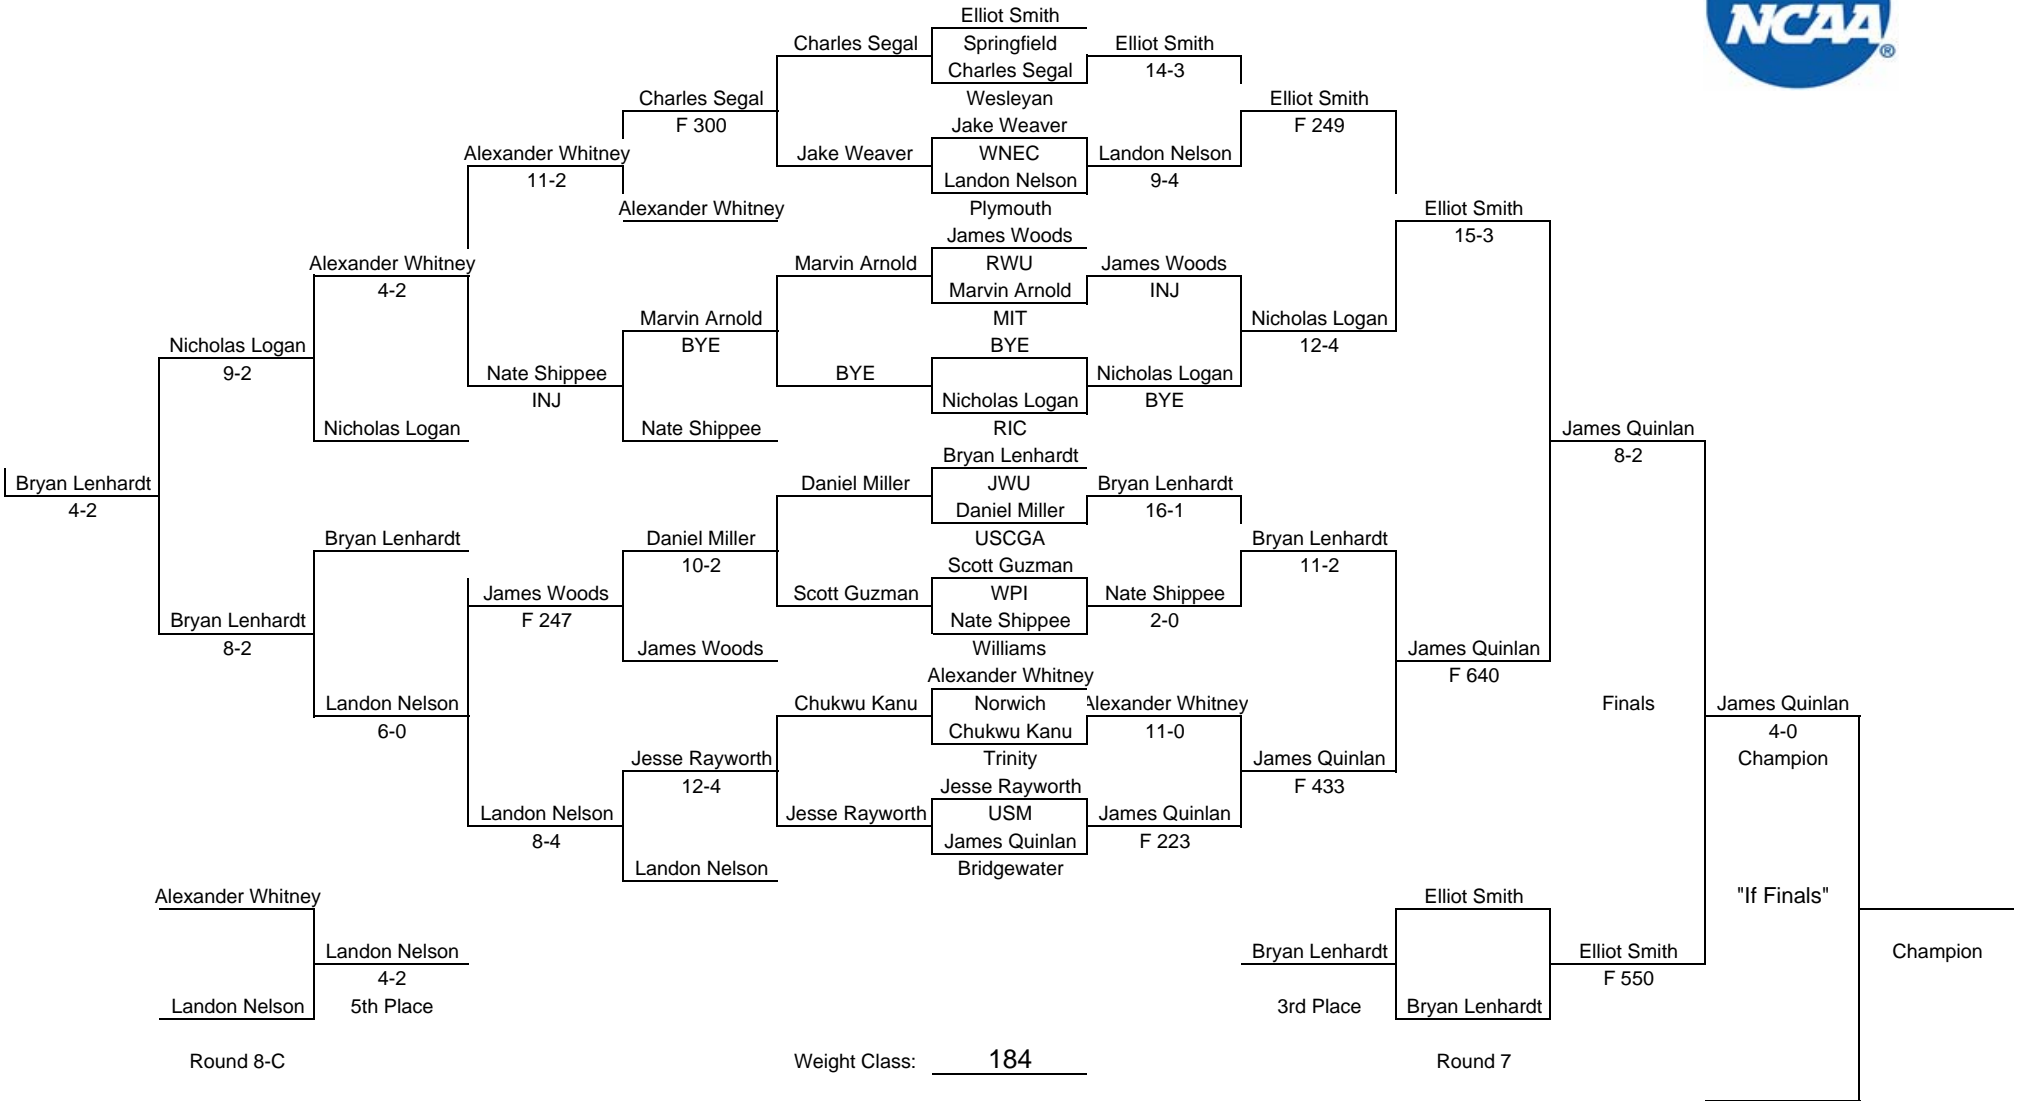 NCAA®
Elliot Smith
Charles Segal Springfield Elliot Smith
Charles Segal 14-3
Charles Segal Wesleyan Elliot Smith
F 300 Jake Weaver F 249
Alexander Whitney Jake Weaver WNEC Landon Nelson
11-2 Landon Nelson 9-4
Alexander Whitney Plymouth Elliot Smith
James Woods 15-3
Alexander Whitney Marvin Arnold RWU James Woods
4-2 Marvin Arnold INJ
Marvin Arnold MIT Nicholas Logan
Nicholas Logan BYE BYE 12-4
9-2 Nate Shippee BYE Nicholas Logan
INJ Nicholas Logan BYE
Nicholas Logan Nate Shippee RIC James Quinlan
Bryan Lenhardt 8-2
Bryan Lenhardt Daniel Miller JWU Bryan Lenhardt
4-2 Daniel Miller 16-1
Bryan Lenhardt Daniel Miller USCGA Bryan Lenhardt
10-2 Scott Guzman 11-2
James Woods Scott Guzman WPI Nate Shippee
Bryan Lenhardt F 247 Nate Shippee 2-0
8-2 James Woods Williams James Quinlan
Alexander Whitney F 640
Landon Nelson Chukwu Kanu Norwich Alexander Whitney Finals James Quinlan
6-0 Chukwu Kanu 11-0 4-0
Jesse Rayworth Trinity James Quinlan Champion
12-4 Jesse Rayworth F 433
Landon Nelson Jesse Rayworth USM James Quinlan
8-4 James Quinlan F 223
Landon Nelson Bridgewater
Alexander Whitney Elliot Smith "If Finals"
Landon Nelson Bryan Lenhardt Elliot Smith Champion
4-2 F 550
Landon Nelson 5th Place 3rd Place Bryan Lenhardt
Round 8-C Weight Class: 184 Round 7